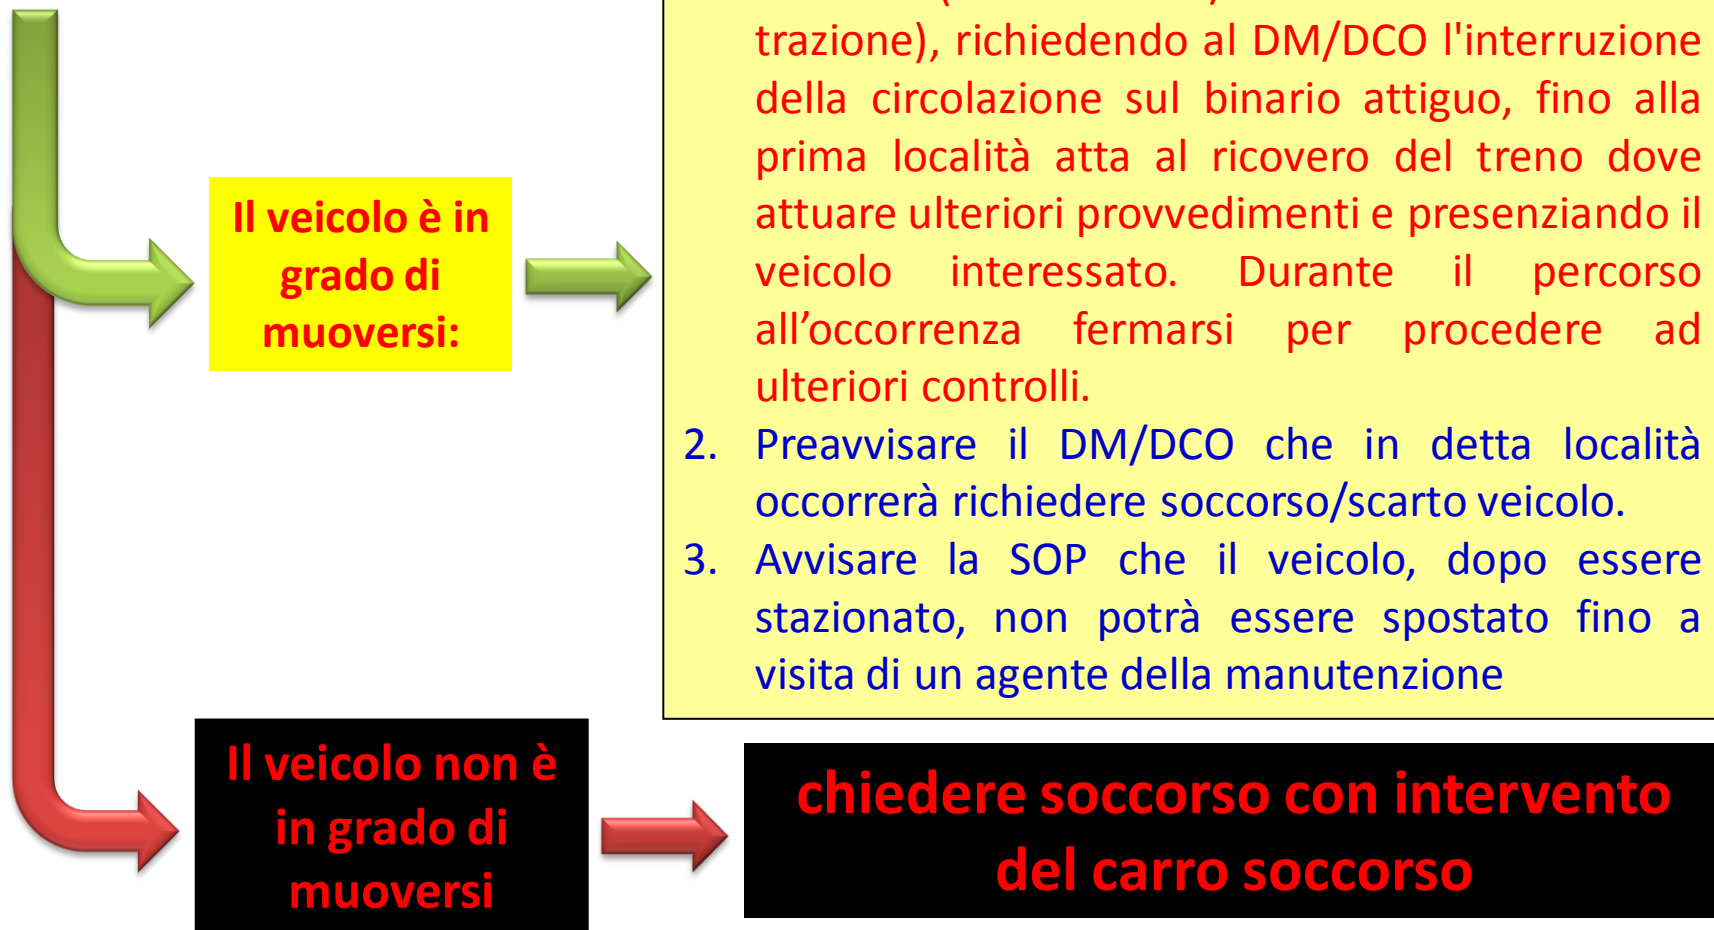 trazione), richiedendo al DM/DCO l'interruzione
della circolazione sul binario attiguo, fino alla
prima località atta al ricovero del treno dove
attuare ulteriori provvedimenti e presenziando il
veicolo interessato. Durante il percorso
all’occorrenza fermarsi per procedere ad
ulteriori controlli.
2. Preavvisare il DM/DCO che in detta località
occorrerà richiedere soccorso/scarto veicolo.
3. Avvisare la SOP che il veicolo, dopo essere
stazionato, non potrà essere spostato fino a
visita di un agente della manutenzione
Il veicolo è in
grado di
muoversi:
Il veicolo non è
in grado di
muoversi
chiedere soccorso con intervento
del carro soccorso